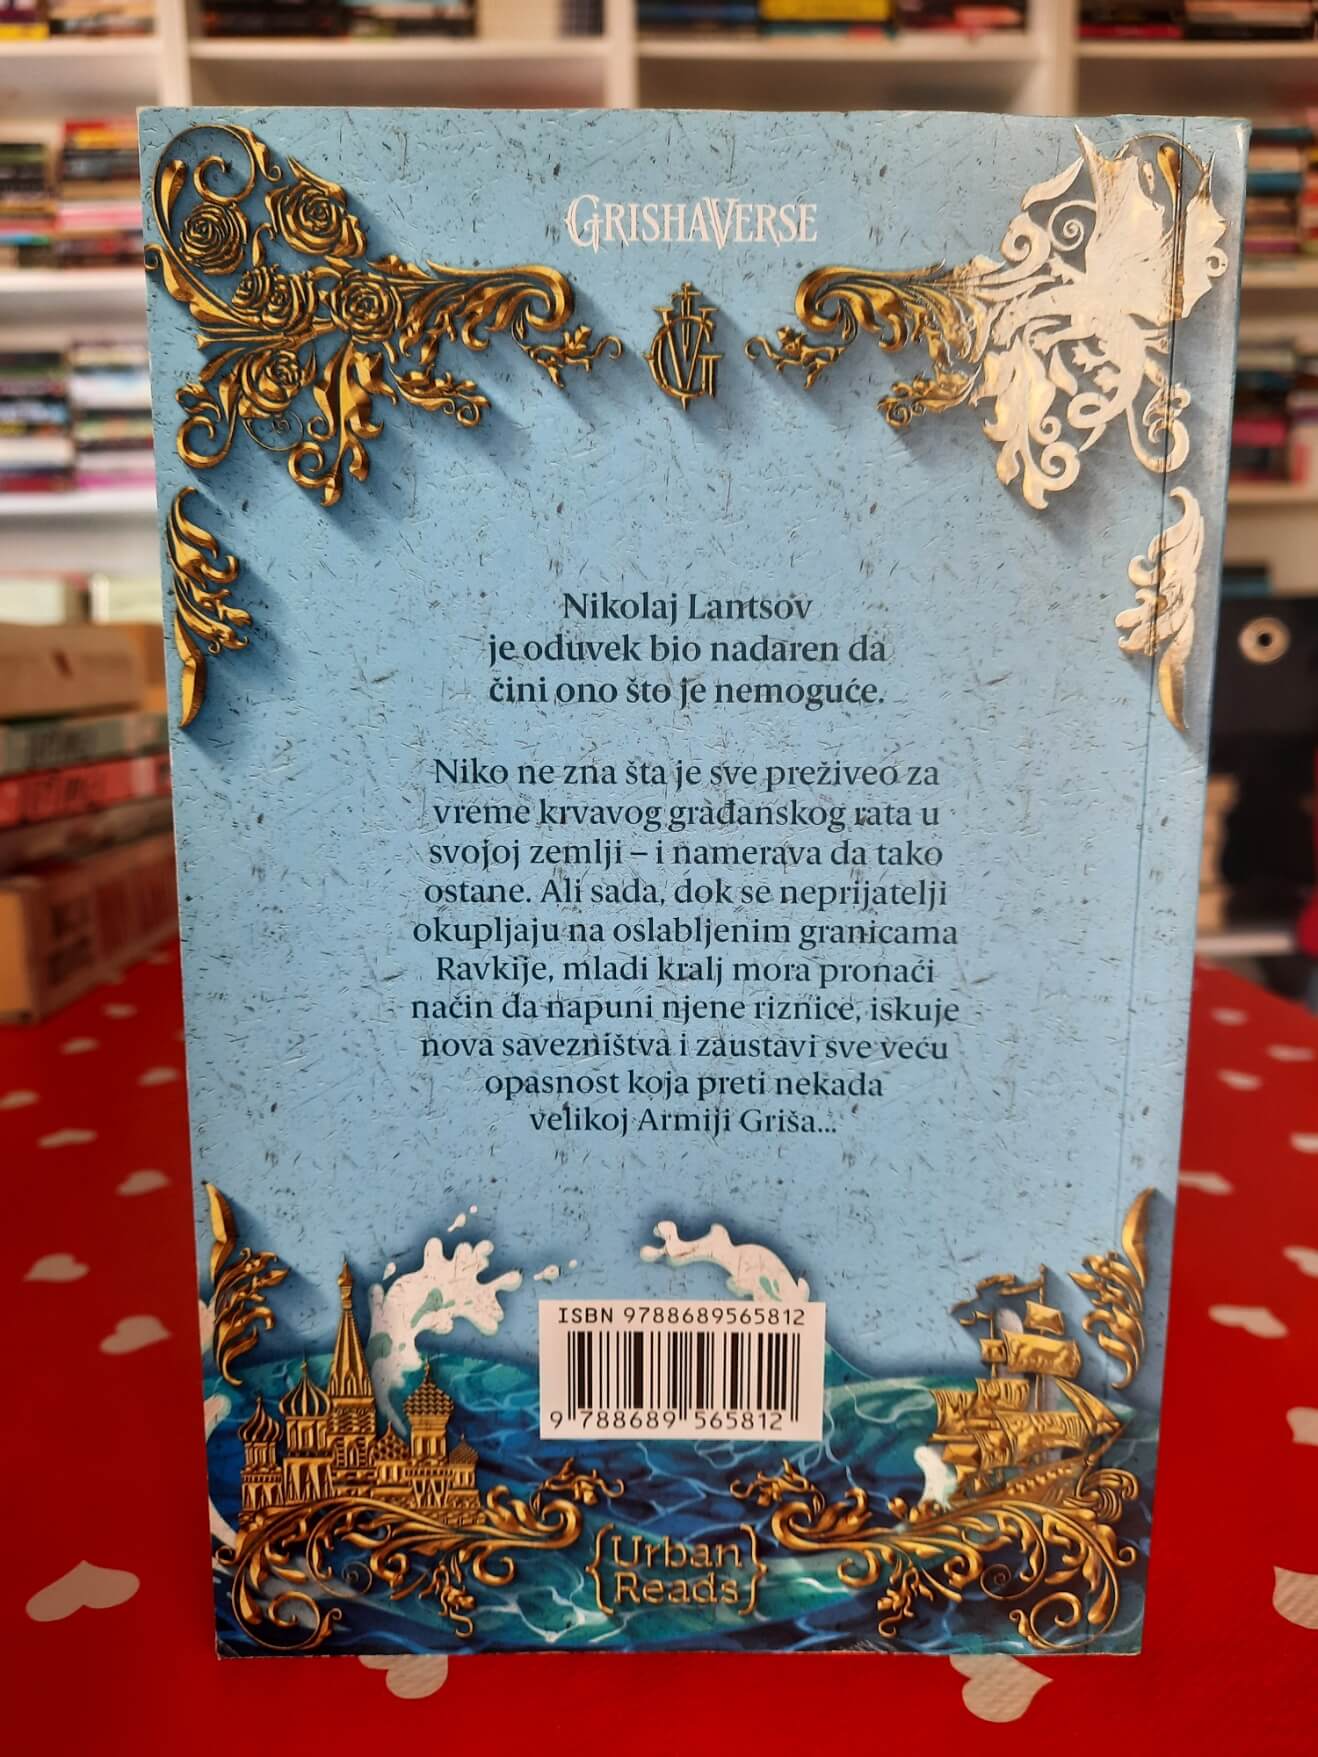 GRISHAVERSE
Nikolaj Lantsov
je oduvek bio nadaren da
čini ono što je nemoguće.
Niko ne zna šta je sve preživeo za
vreme krvavog građanskog rata u
svojoj zemlji – i namerava da tako
ostane. Ali sada, dok se neprijatelji
okupljaju na oslabljenim granicama
Ravkije, mladi kralj mora pronaći
način da napuni njene riznice, iskuje
nova savezništva i zaustavi sve veću
opasnost koja preti nekada
velikoj Armiji Griša...
ISBN 9788689565812
9 788689 565812
{Urban}
{Reads}